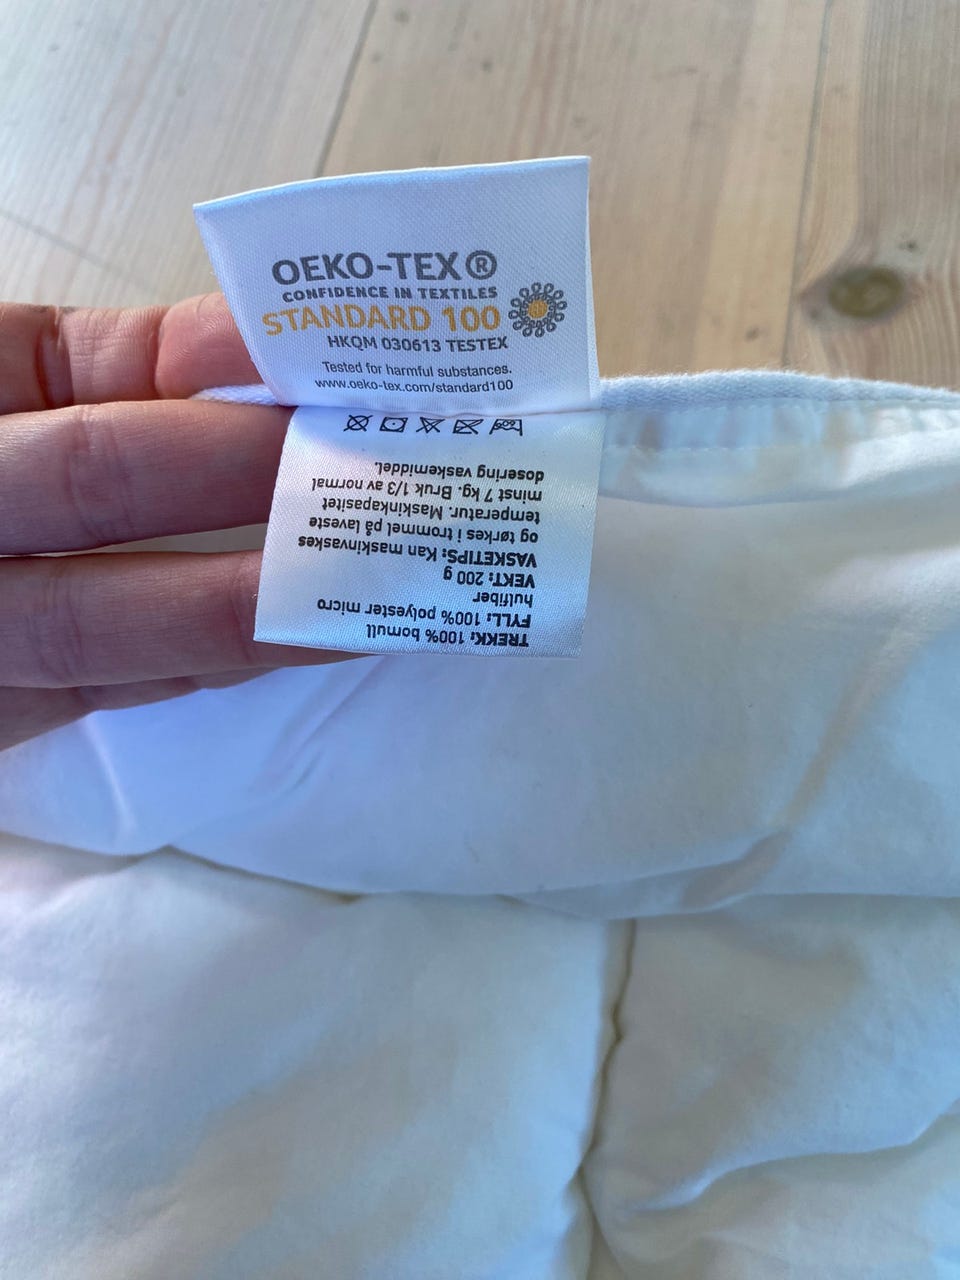 OEKO-TEX®
CONFIDENCE IN TEXTILES
STANDARD 100
HKQM 030613 TESTEX
Tested for harmful substances.
www.oeko-tex.com/standard100
TREKK: 100% bomull
FYLL: 100% polyester micro
hulfiber
VEKT: 200 g
VASKETIPS: Kan maskinvaskes
og tørkes i trommel på laveste
temperatur. Maskinkapasitet
minst 7 kg. Bruk 1/3 av normal
dosering vaskemiddel.
60°